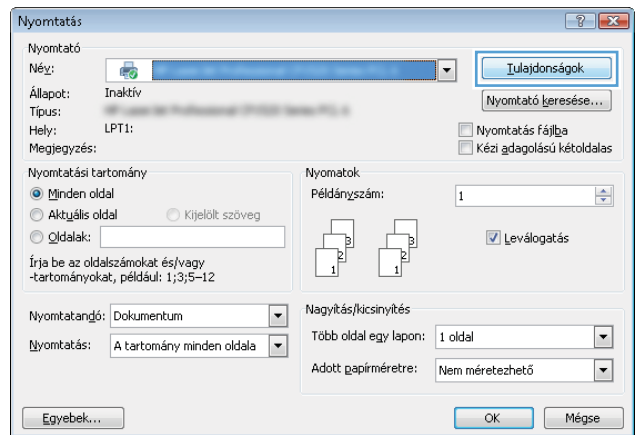 Nyomtatás
Nyomtató
Név:
Tulajdonságok
Állapot: Inaktív
Nyomtató keresése...
Típus:
Hely: LPT1:
Nyomtatás fájlba
Megjegyzés:
Kézi adagolású kétoldalas
Nyomtatási tartomány
Minden oldal
Aktuális oldal
Kijelölt szöveg
Oldalak:
Írja be az oldalszámokat és/vagy
-tartományokat, például: 1;3;5–12
Nyomatok
Példányszám: 1
3 3
2 2
1 1
Leválogatás
Nyomtatandó: Dokumentum
Nyomtatás: A tartomány minden oldala
Nagyítás/kicsinyítés
Több oldal egy lapon: 1 oldal
Adott papírméretre: Nem méretezhető
Egyebek...
OK
Mégse